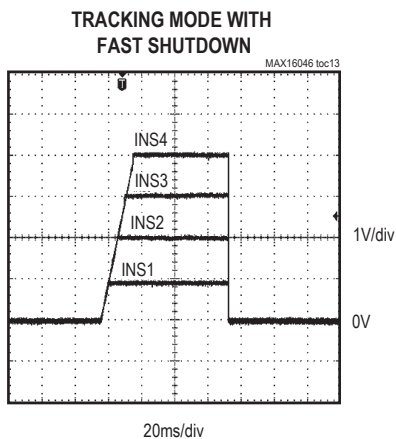 TRACKING MODE WITH
FAST SHUTDOWN
MAX16046 toc13
T
INS4
INS3
INS2
1V/div
INS1
0V
20ms/div